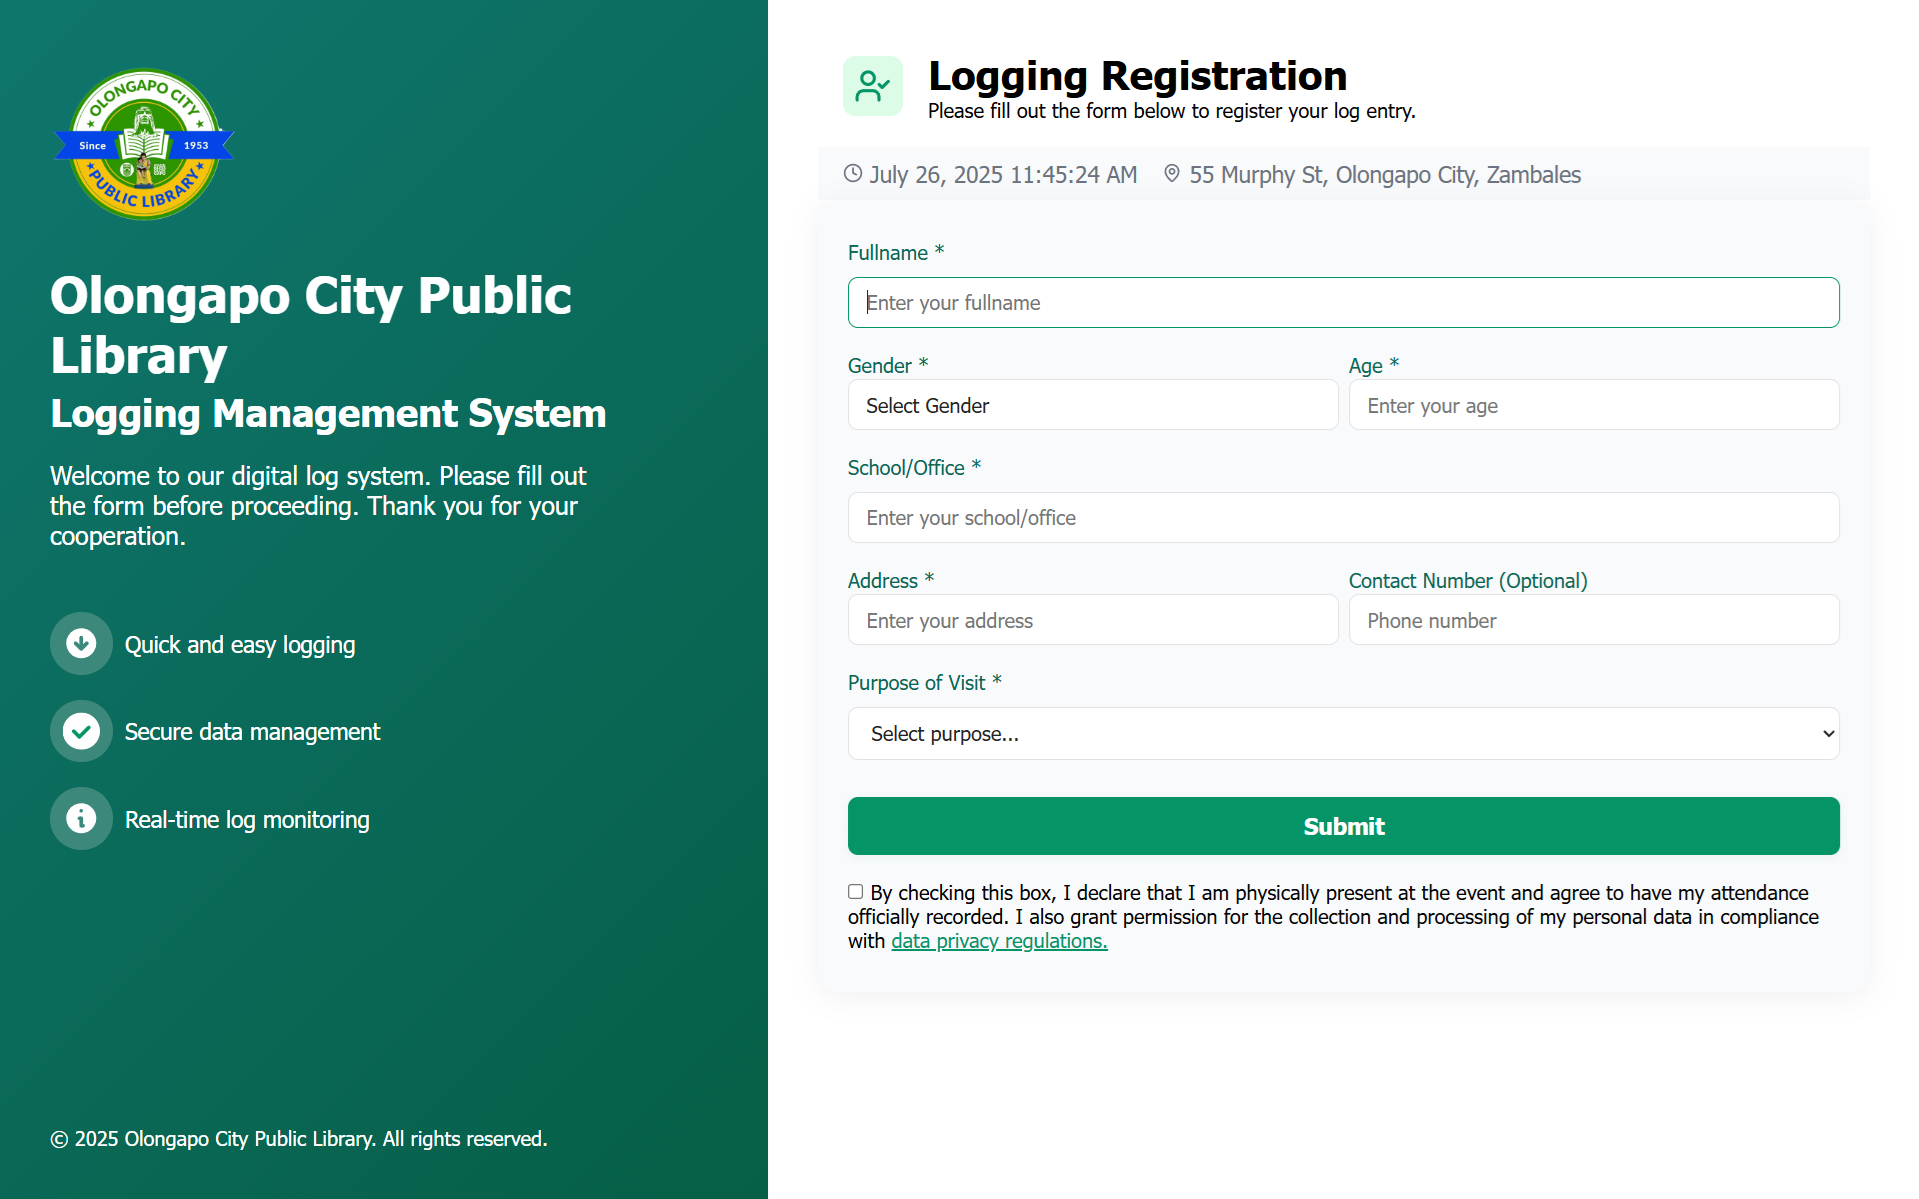 OLONGAPO CITY
Since 1953
PUBLIC LIBRARY
Olongapo City Public
Library
Logging Management System
Welcome to our digital log system. Please fill out
the form before proceeding. Thank you for your
cooperation.
Quick and easy logging
Secure data management
Real-time log monitoring
© 2025 Olongapo City Public Library. All rights reserved.
Logging Registration
Please fill out the form below to register your log entry.
July 26, 2025 11:45:24 AM 55 Murphy St, Olongapo City, Zambales
Fullname *
Enter your fullname
Gender * Age *
Select Gender Enter your age
School/Office *
Enter your school/office
Address * Contact Number (Optional)
Enter your address Phone number
Purpose of Visit *
Select purpose...
Submit
By checking this box, I declare that I am physically present at the event and agree to have my attendance
officially recorded. I also grant permission for the collection and processing of my personal data in compliance
with data privacy regulations.